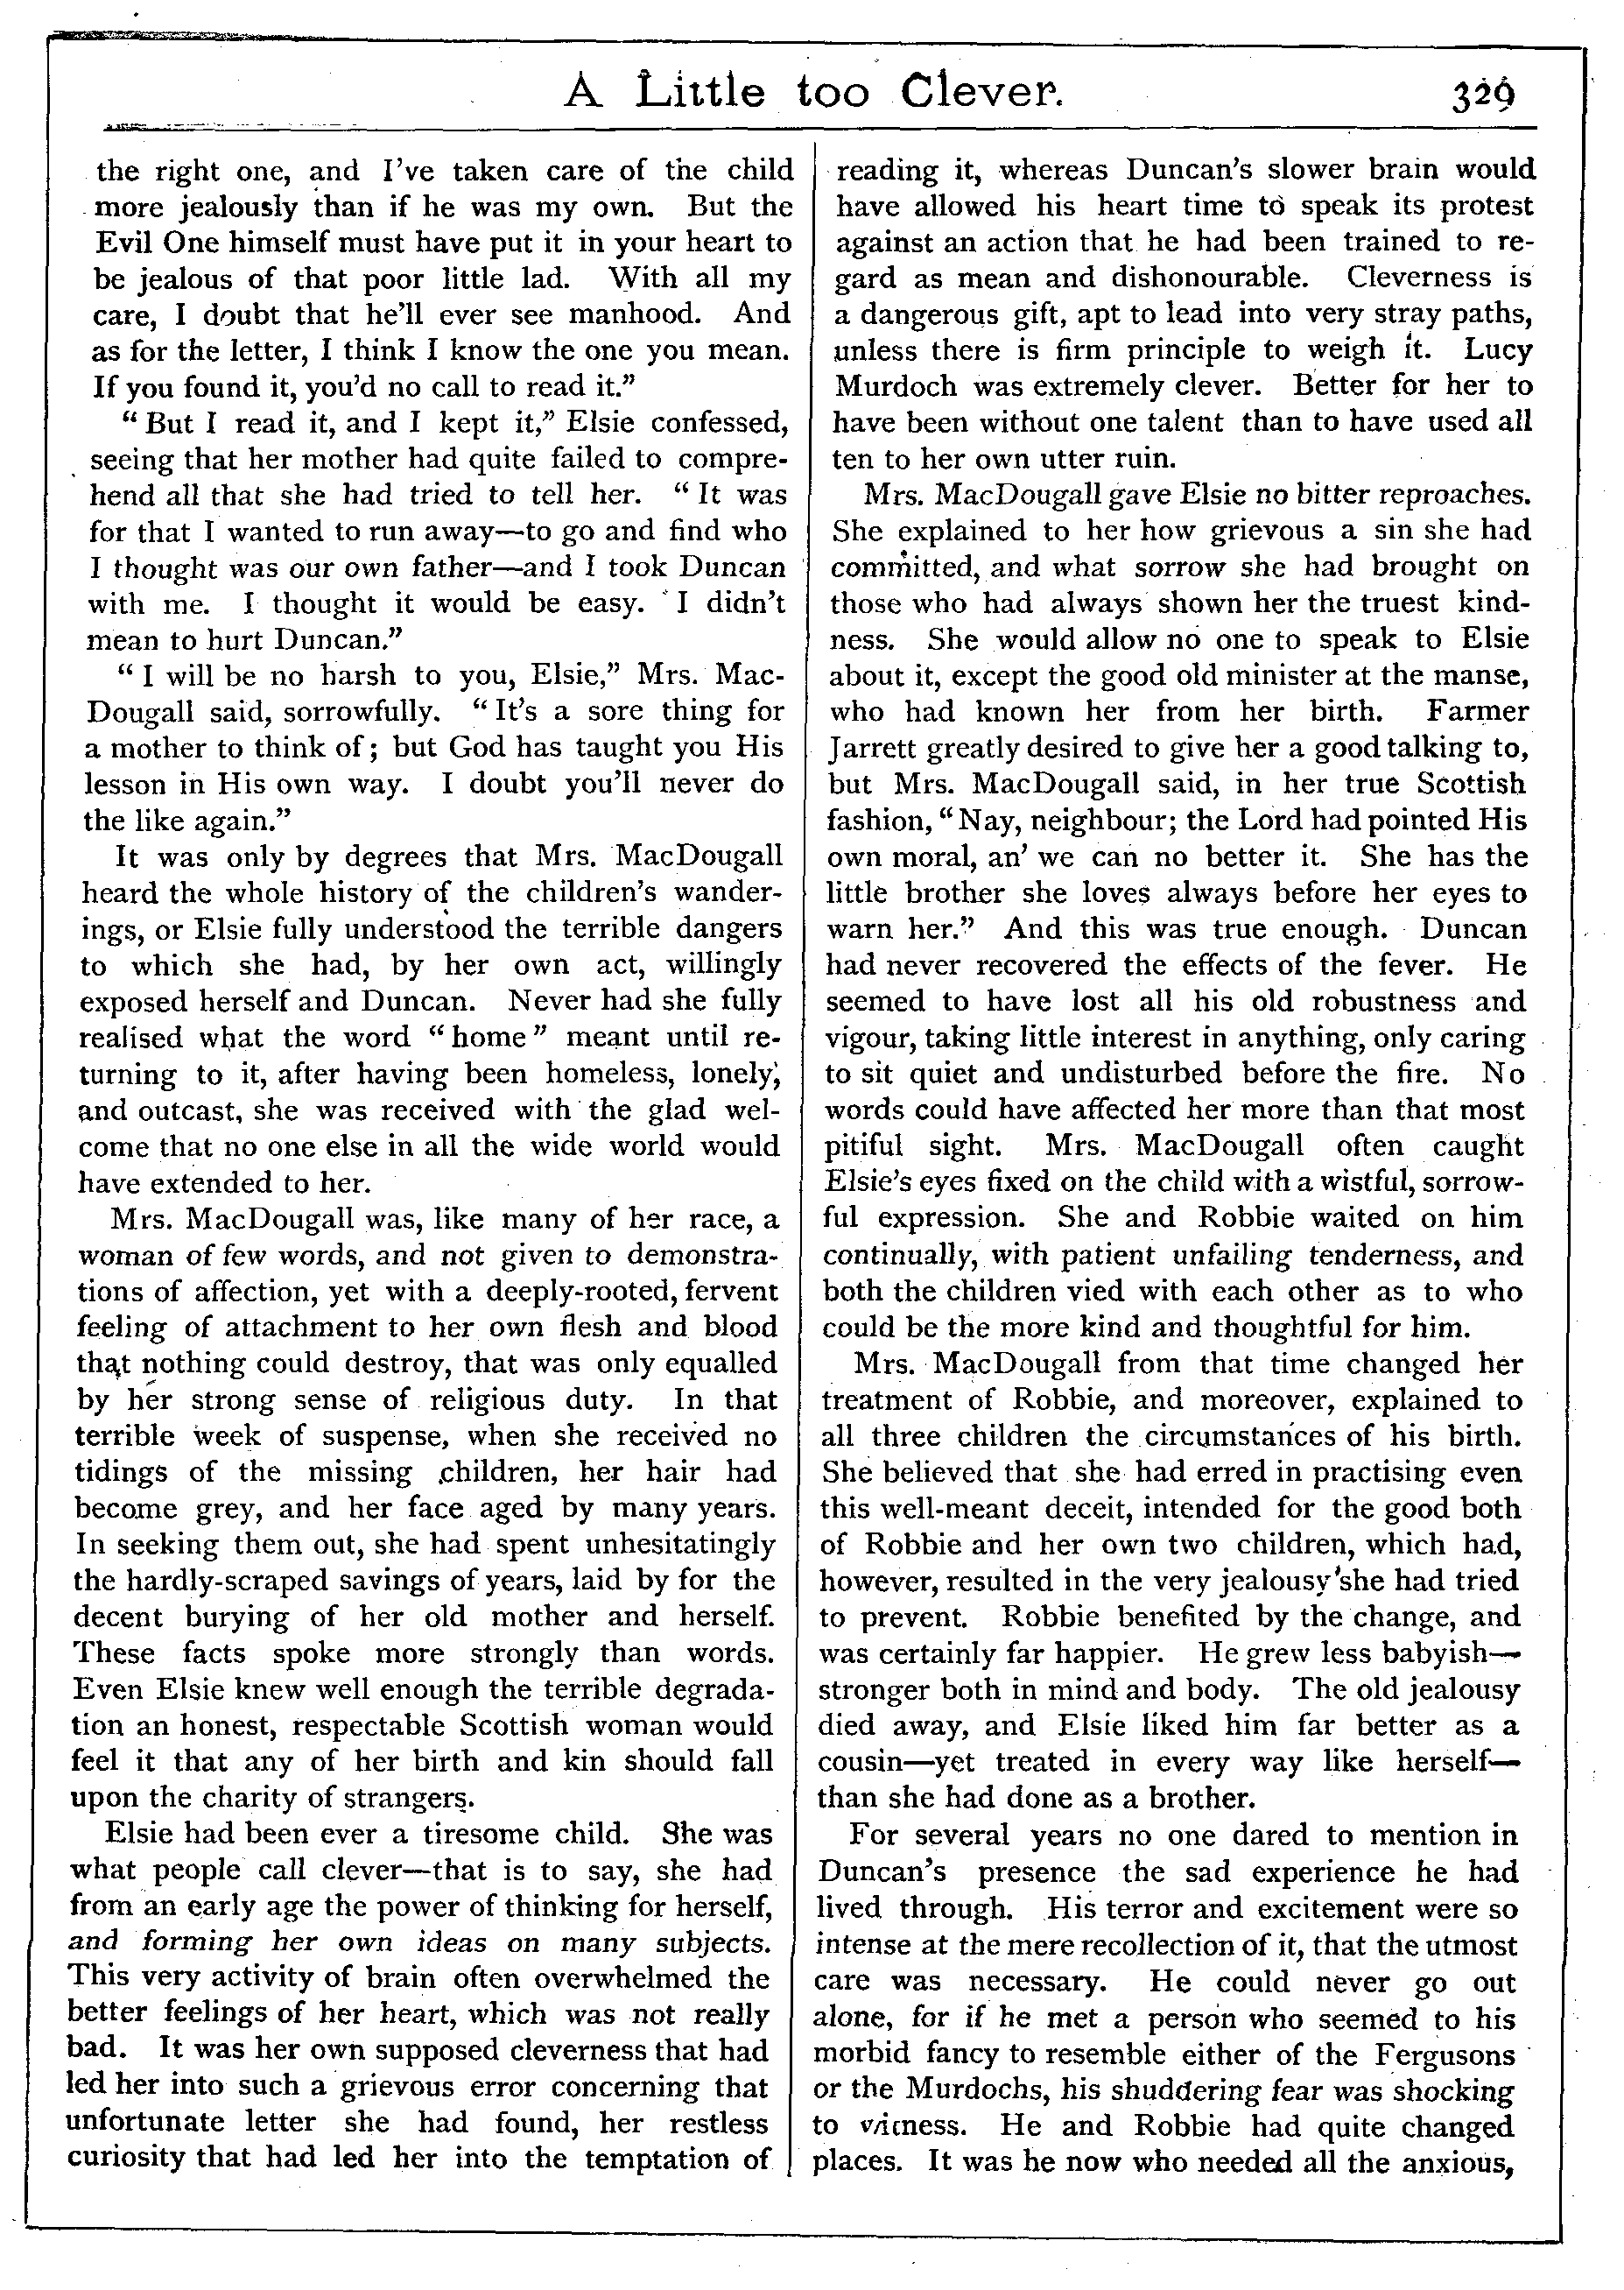 A Little too Clever.
329
the right one, and I've taken care of the child
more jealously than if he was my own. But the
Evil One himself must have put it in your heart to
be jealous of that poor little lad. With all my
care, I doubt that he'll ever see manhood. And
as for the letter, I think I know the one you mean.
If you found it, you'd no call to read it."
"But I read it, and I kept it," Elsie confessed,
seeing that her mother had quite failed to compre-
hend all that she had tried to tell her. "It was
for that I wanted to run away—to go and find who
I thought was our own father—and I took Duncan
with me. I thought it would be easy. I didn't
mean to hurt Duncan."
"I will be no harsh to you, Elsie," Mrs. Mac-
Dougall said, sorrowfully. "It's a sore thing for
a mother to think of; but God has taught you His
lesson in His own way. I doubt you'll never do
the like again."
It was only by degrees that Mrs. MacDougall
heard the whole history of the children's wander-
ings, or Elsie fully understood the terrible dangers
to which she had, by her own act, willingly
exposed herself and Duncan. Never had she fully
realised what the word "home" meant until re-
turning to it, after having been homeless, lonely,
and outcast, she was received with the glad wel-
come that no one else in all the wide world would
have extended to her.
Mrs. MacDougall was, like many of her race, a
woman of few words, and not given to demonstra-
tions of affection, yet with a deeply-rooted, fervent
feeling of attachment to her own flesh and blood
that nothing could destroy, that was only equalled
by her strong sense of religious duty. In that
terrible week of suspense, when she received no
tidings of the missing children, her hair had
become grey, and her face aged by many years.
In seeking them out, she had spent unhesitatingly
the hardly-scraped savings of years, laid by for the
decent burying of her old mother and herself.
These facts spoke more strongly than words.
Even Elsie knew well enough the terrible degrada-
tion an honest, respectable Scottish woman would
feel it that any of her birth and kin should fall
upon the charity of strangers.
Elsie had been ever a tiresome child. She was
what people call clever—that is to say, she had
from an early age the power of thinking for herself,
and forming her own ideas on many subjects.
This very activity of brain often overwhelmed the
better feelings of her heart, which was not really
bad. It was her own supposed cleverness that had
led her into such a grievous error concerning that
unfortunate letter she had found, her restless
curiosity that had led her into the temptation of
reading it, whereas Duncan's slower brain would
have allowed his heart time to speak its protest
against an action that he had been trained to re-
gard as mean and dishonourable. Cleverness is
a dangerous gift, apt to lead into very stray paths,
unless there is firm principle to weigh it. Lucy
Murdoch was extremely clever. Better for her to
have been without one talent than to have used all
ten to her own utter ruin.
Mrs. MacDougall gave Elsie no bitter reproaches.
She explained to her how grievous a sin she had
committed, and what sorrow she had brought on
those who had always shown her the truest kind-
ness. She would allow no one to speak to Elsie
about it, except the good old minister at the manse,
who had known her from her birth. Farmer
Jarrett greatly desired to give her a good talking to,
but Mrs. MacDougall said, in her true Scottish
fashion, "Nay, neighbour; the Lord had pointed His
own moral, an' we can no better it. She has the
little brother she loves always before her eyes to
warn her." And this was true enough. Duncan
had never recovered the effects of the fever. He
seemed to have lost all his old robustness and
vigour, taking little interest in anything, only caring
to sit quiet and undisturbed before the fire. No
words could have affected her more than that most
pitiful sight. Mrs. MacDougall often caught
Elsie's eyes fixed on the child with a wistful, sorrow-
ful expression. She and Robbie waited on him
continually, with patient unfailing tenderness, and
both the children vied with each other as to who
could be the more kind and thoughtful for him.
Mrs. MacDougall from that time changed her
treatment of Robbie, and moreover, explained to
all three children the circumstances of his birth.
She believed that she had erred in practising even
this well-meant deceit, intended for the good both
of Robbie and her own two children, which had,
however, resulted in the very jealousy she had tried
to prevent. Robbie benefited by the change, and
was certainly far happier. He grew less babyish—
stronger both in mind and body. The old jealousy
died away, and Elsie liked him far better as a
cousin—yet treated in every way like herself—
than she had done as a brother.
For several years no one dared to mention in
Duncan's presence the sad experience he had
lived through. His terror and excitement were so
intense at the mere recollection of it, that the utmost
care was necessary. He could never go out
alone, for if he met a person who seemed to his
morbid fancy to resemble either of the Fergusons
or the Murdochs, his shuddering fear was shocking
to witness. He and Robbie had quite changed
places. It was he now who needed all the anxious,